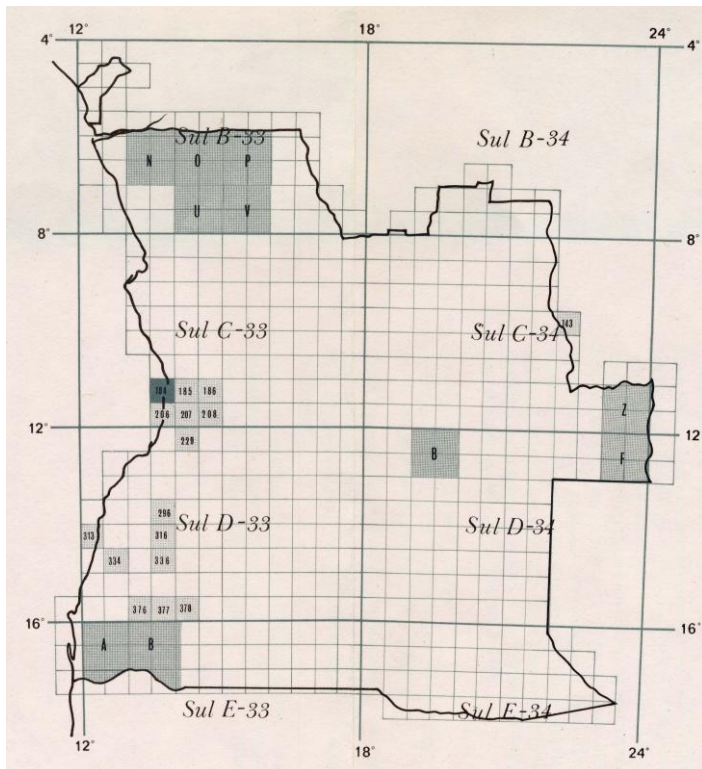 12° 18° 24°
4° 4°
Sul B-33 Sul B-34
N O P
U V
8° 8°
143
Sul C-33 Sul C-34
184 185 186
Z
206 207 208
12° 12°
229
B F
296
Sul D-33 Sul D-34
313 316
334 336
376 377 378
16° 16°
A B
Sul E-33 Sul E-34
12° 18° 24°